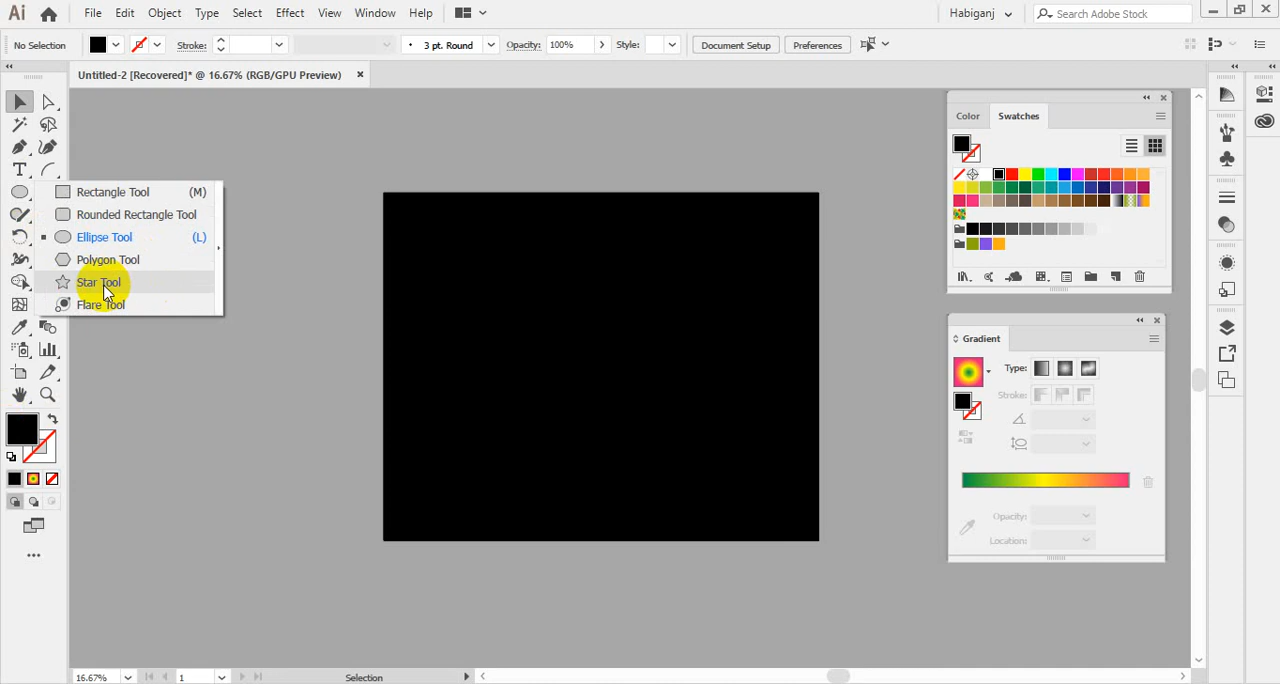 Ai File Edit Object Type Select Effect View Window Help Habiganj Search Adobe Stock
No Selection Stroke: 3 pt. Round Opacity: 100% Style: Document Setup Preferences
Untitled-2 [Recovered]* @ 16.67% (RGB/GPU Preview)
Color Swatches
Rectangle Tool (M)
Rounded Rectangle Tool
Ellipse Tool (L)
Polygon Tool
Star Tool
Flare Tool
Gradient
Type:
Stroke:
Opacity:
Location:
16.67% 1 Selection